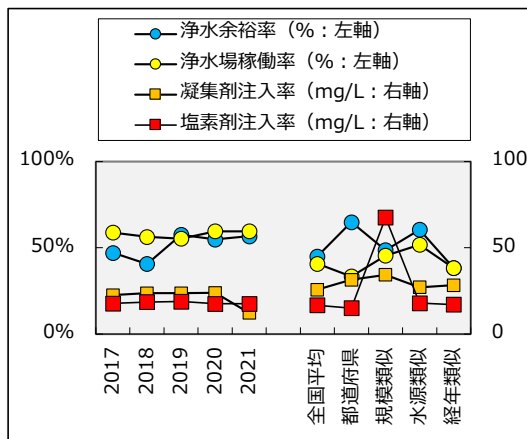 浄水余裕率（%：左軸）
浄水場稼働率（%：左軸）
凝集剤注入率（mg/L：右軸）
塩素剤注入率（mg/L：右軸）
100%
100
50%
50
0%
0
2017
2018
2019
2020
2021
全国平均
都道府県
規模類似
水源類似
経年類似